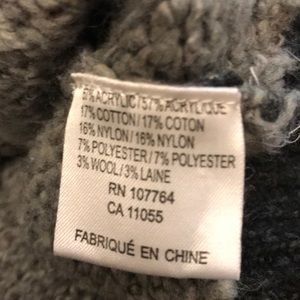 57% ACRYLIC/57% ACRYLIQUE
17% COTTON / 17% COTON
16% NYLON / 16% NYLON
7% POLYESTER / 7% POLYESTER
3% WOOL/3% LAINE
RN 107764
CA 11055
FABRIQUÉ EN CHINE